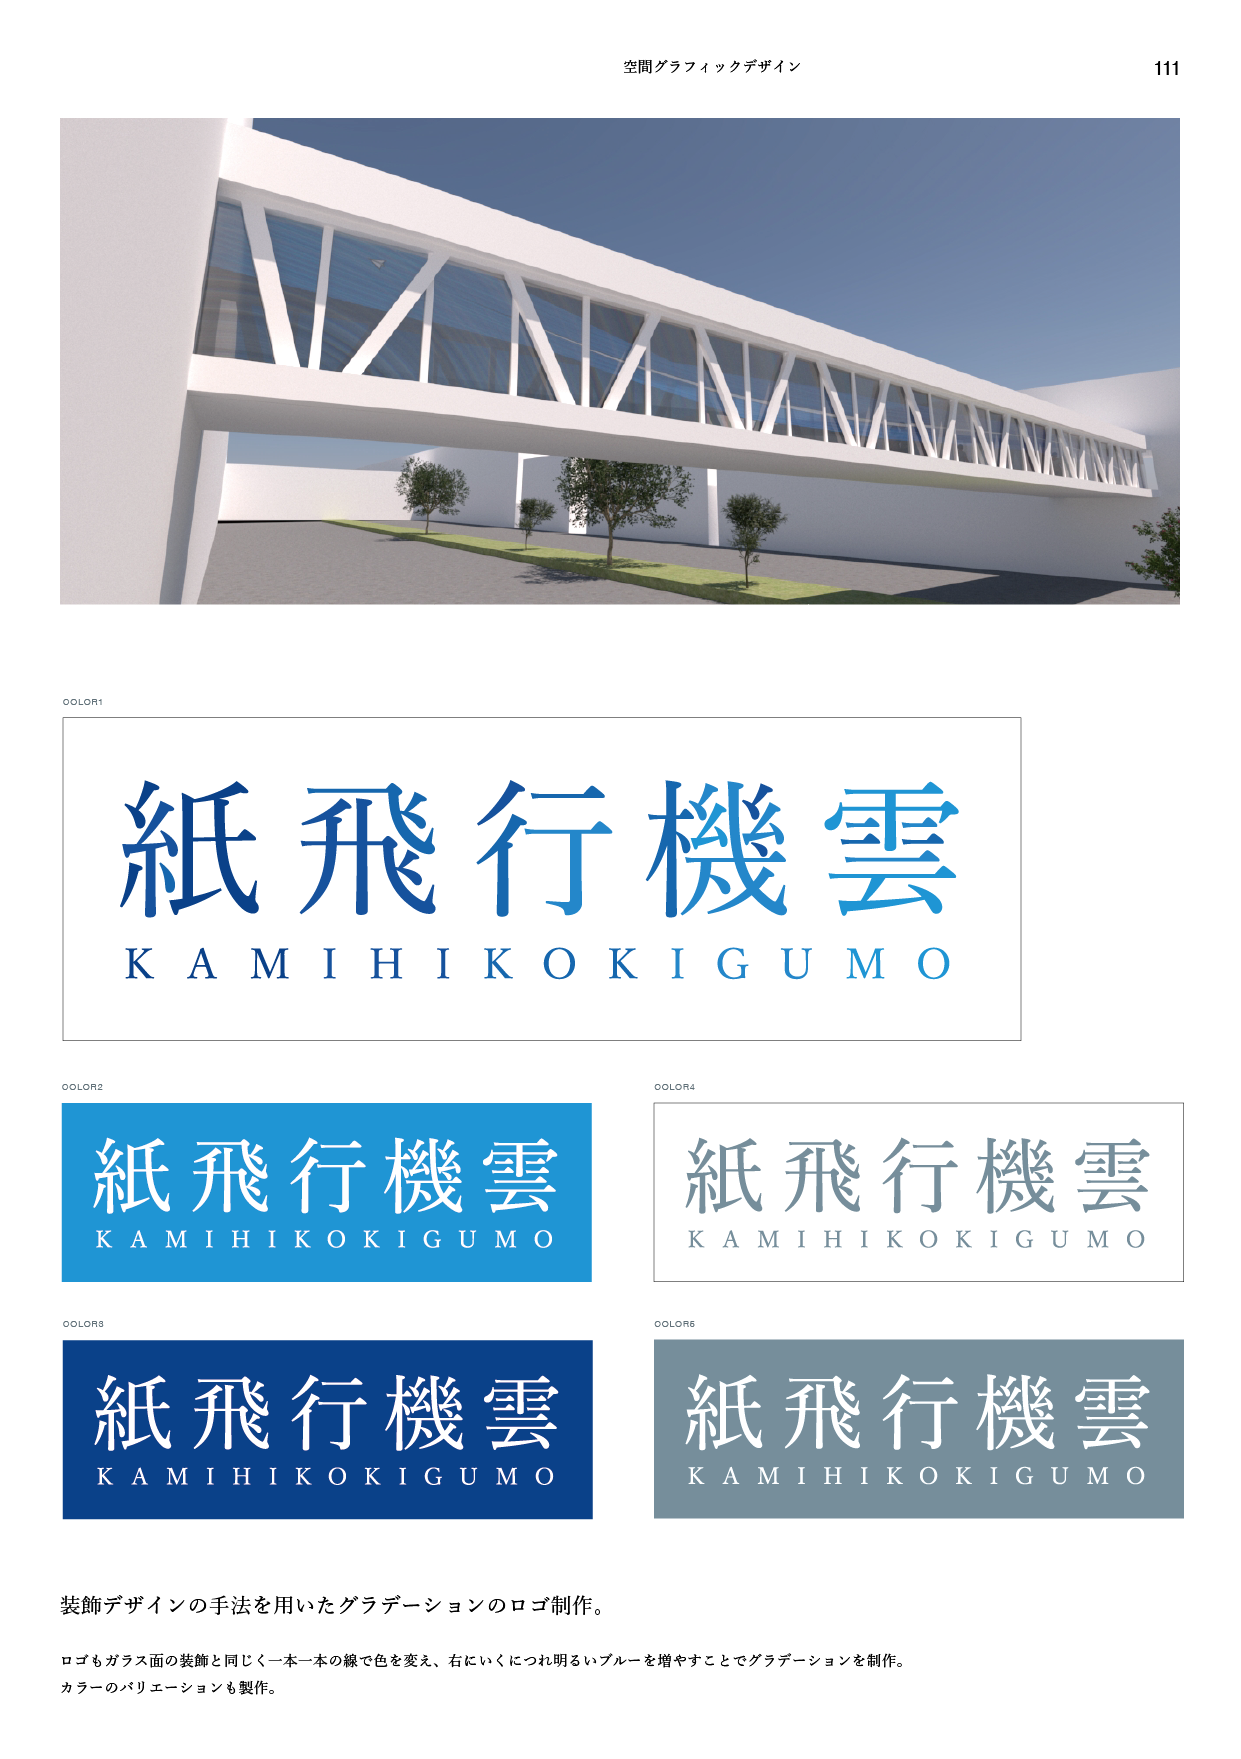 空間グラフィックデザイン
111
COLOR1
紙飛行機雲
KAMIHIKOKIGUMO
COLOR2
紙飛行機雲
KAMIHIKOKIGUMO
COLOR4
紙飛行機雲
KAMIHIKOKIGUMO
COLOR3
紙飛行機雲
KAMIHIKOKIGUMO
COLOR5
紙飛行機雲
KAMIHIKOKIGUMO
装飾デザインの手法を用いたグラデーションのロゴ制作。
ロゴもガラス面の装飾と同じく一本一本の線で色を変え、右にいくにつれ明るいブルーを増やすことでグラデーションを制作。
カラーのバリエーションも製作。